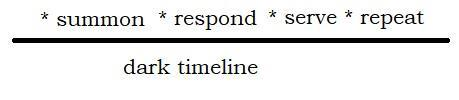 * summon * respond * serve * repeat
dark timeline